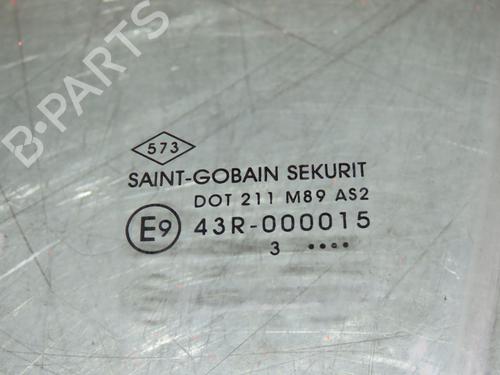 B-PARTS
573
SAINT-GOBAIN SEKURIT
DOT 211 M89 AS2
E9 43R-000015
3 ••••